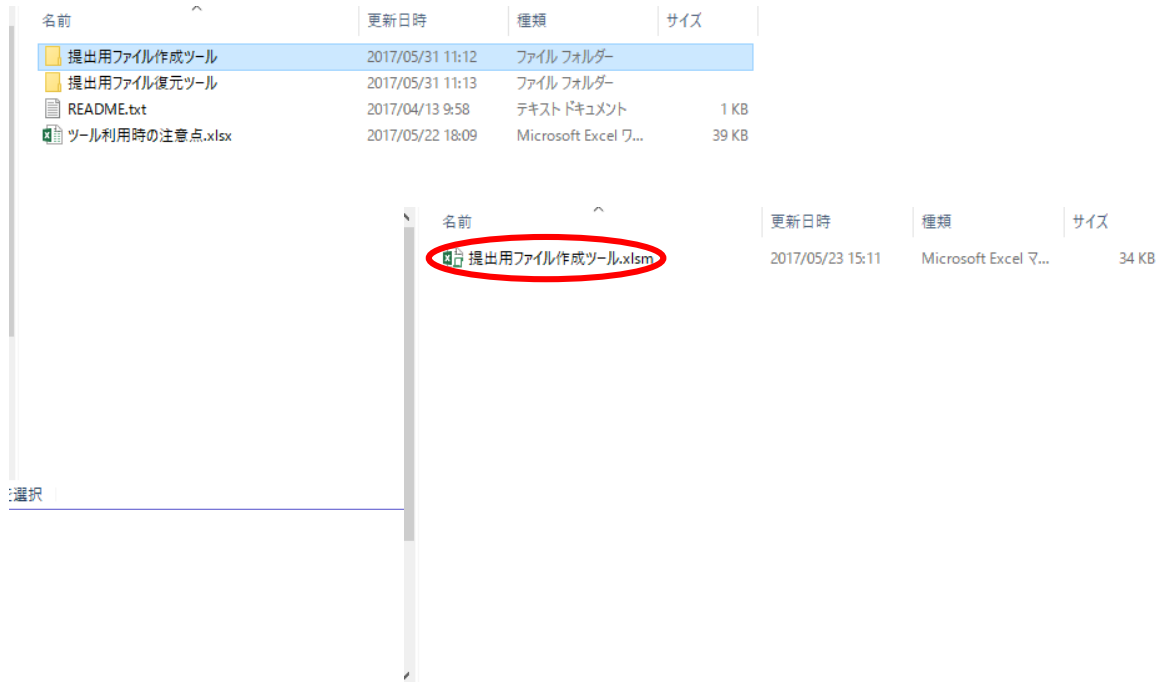 名前 更新日時 種類 サイズ
提出用ファイル作成ツール 2017/05/31 11:12 ファイル フォルダー
提出用ファイル復元ツール 2017/05/31 11:13 ファイル フォルダー
README.txt 2017/04/13 9:58 テキスト ドキュメント 1 KB
ツール利用時の注意点.xlsx 2017/05/22 18:09 Microsoft Excel ワ... 39 KB
名前 更新日時 種類 サイズ
提出用ファイル作成ツール.xlsm 2017/05/23 15:11 Microsoft Excel マ... 34 KB
を選択